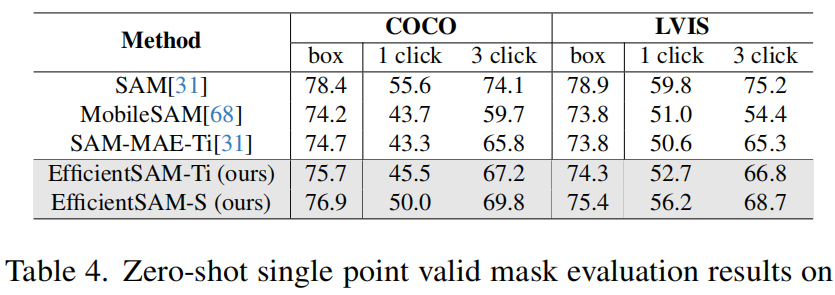 Method COCO LVIS
box 1 click 3 click box 1 click 3 click
SAM[31] 78.4 55.6 74.1 78.9 59.8 75.2
MobileSAM[68] 74.2 43.7 59.7 73.8 51.0 54.4
SAM-MAE-Ti[31] 74.7 43.3 65.8 73.8 50.6 65.3
EfficientSAM-Ti (ours) 75.7 45.5 67.2 74.3 52.7 66.8
EfficientSAM-S (ours) 76.9 50.0 69.8 75.4 56.2 68.7
Table 4. Zero-shot single point valid mask evaluation results on